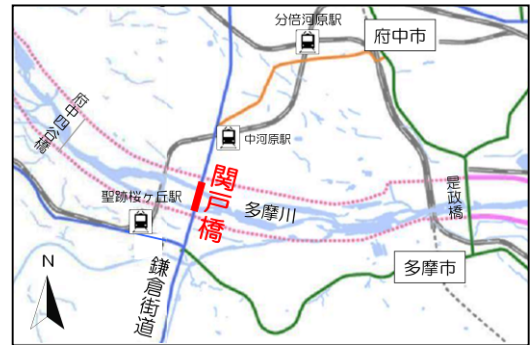 分倍河原駅
府中市
府中四谷橋
中河原駅
関戸橋
聖跡桜ヶ丘駅
多摩川
是政橋
鎌倉街道
多摩市
N